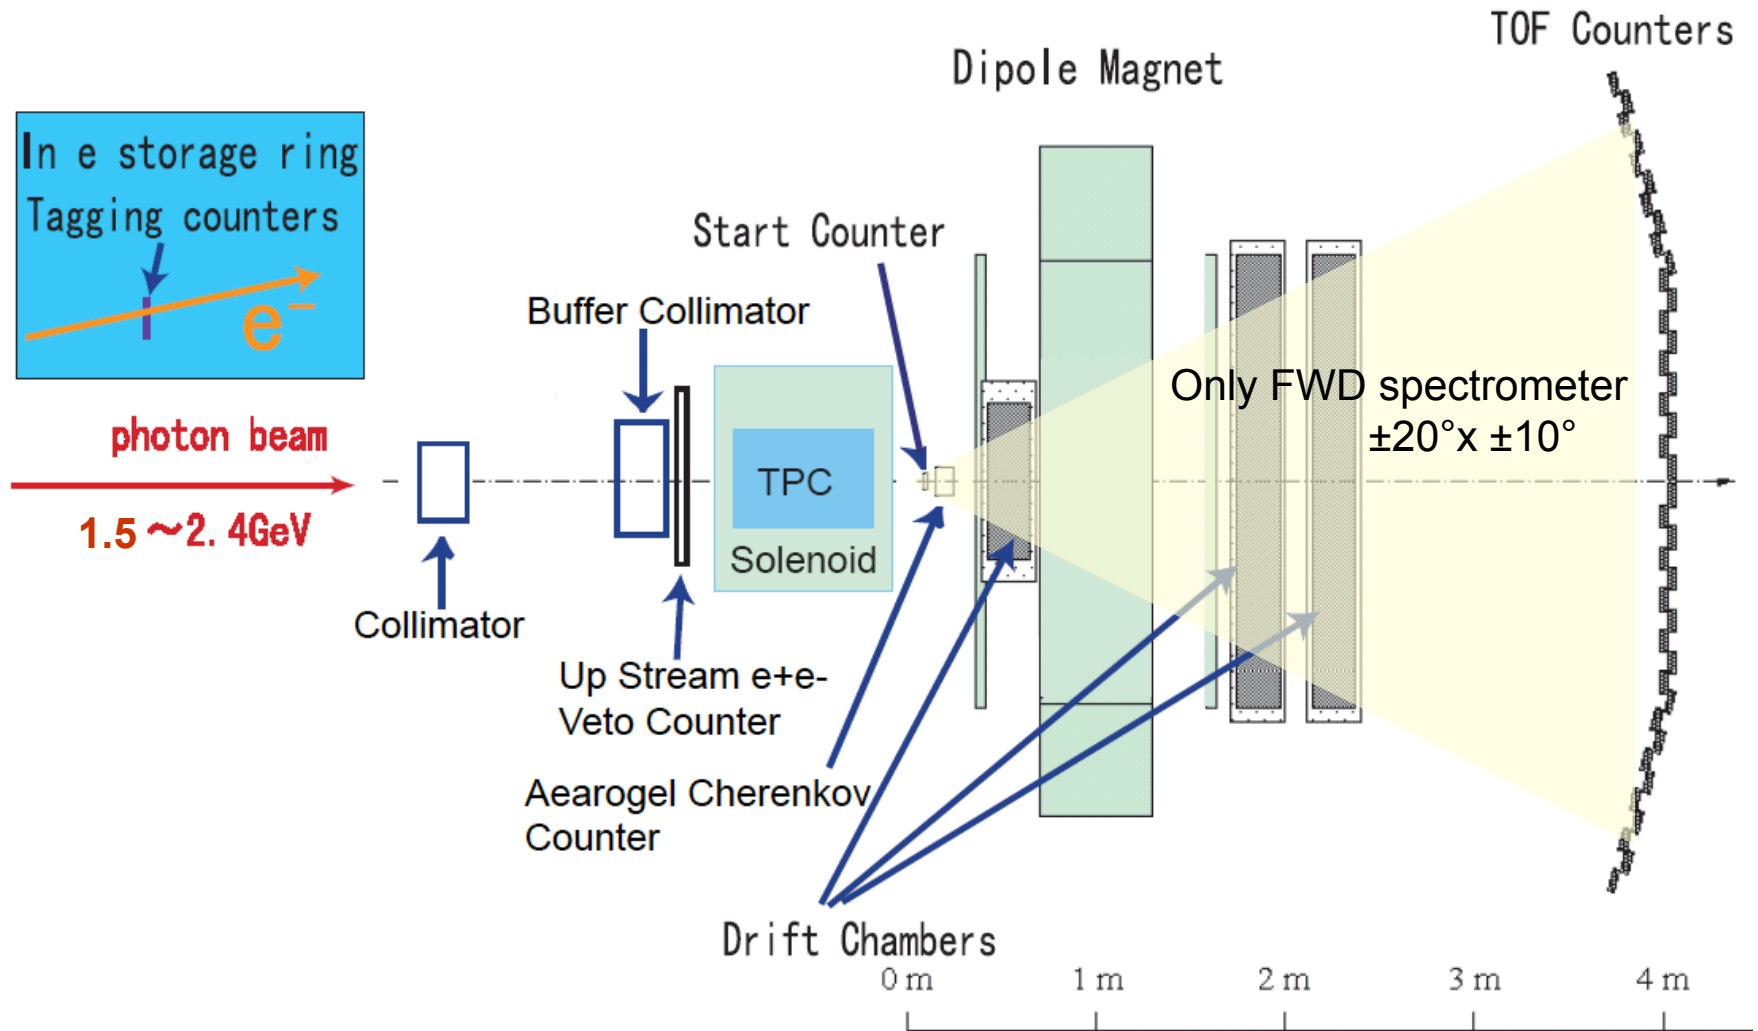 TOF Counters
Dipole Magnet
In e storage ring
Tagging counters
e⁻
Start Counter
Buffer Collimator
Only FWD spectrometer
±20°x ±10°
photon beam
1.5～2.4GeV
TPC
Solenoid
Collimator
Up Stream e+e-
Veto Counter
Aearogel Cherenkov
Counter
Drift Chambers
0 m 1 m 2 m 3 m 4 m